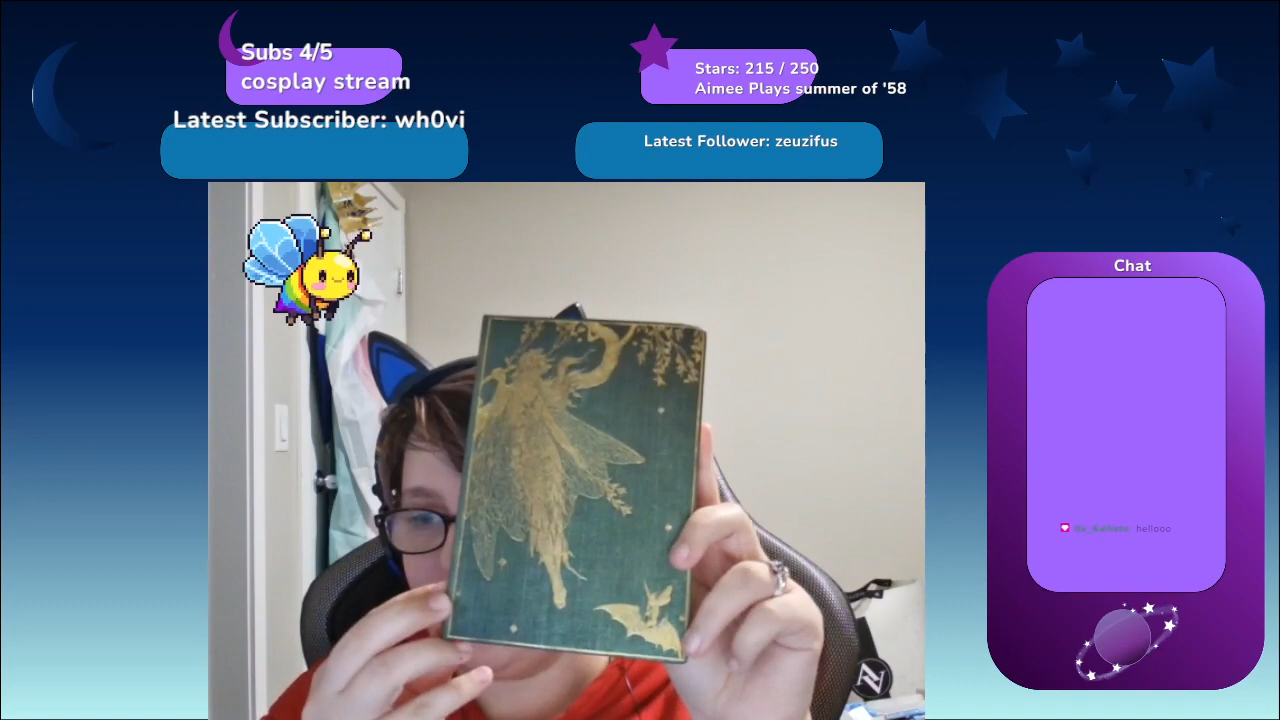 Subs 4/5
cosplay stream
Latest Subscriber: wh0vi
Stars: 215 / 250
Aimee Plays summer of '58
Latest Follower: zeuzifus
Chat
hellooo